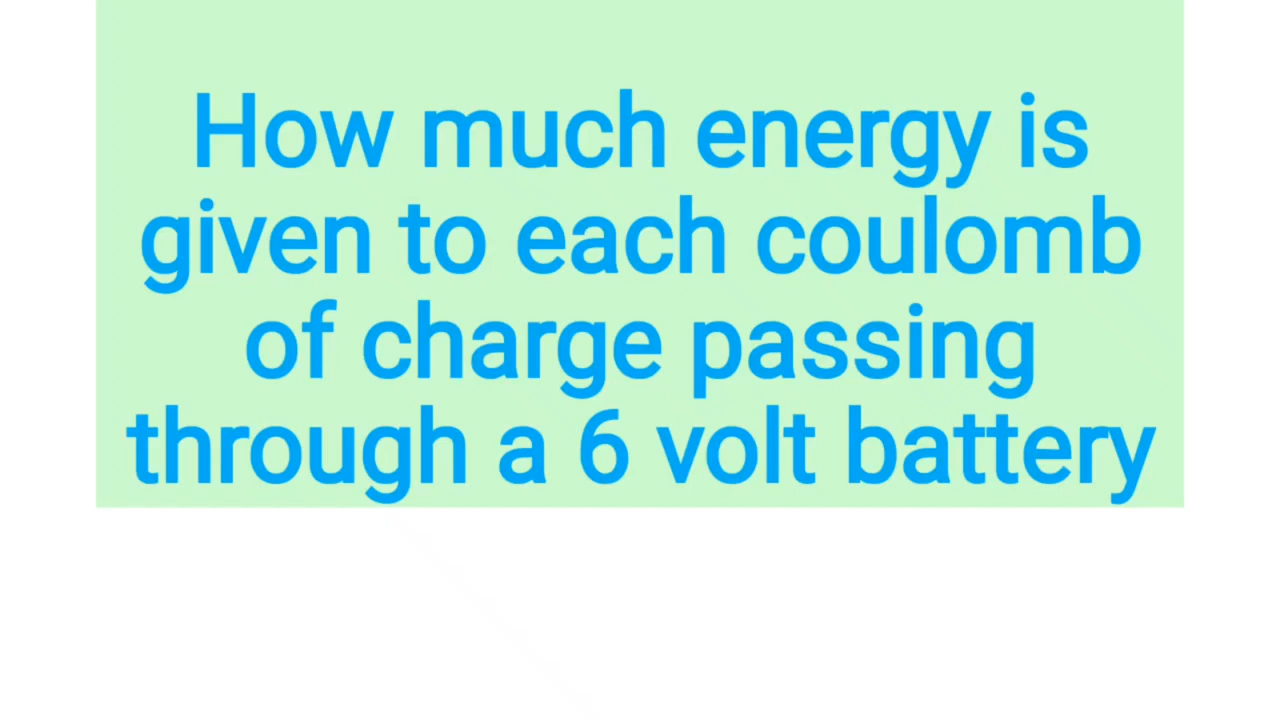 How much energy is
given to each coulomb
of charge passing
through a 6 volt battery